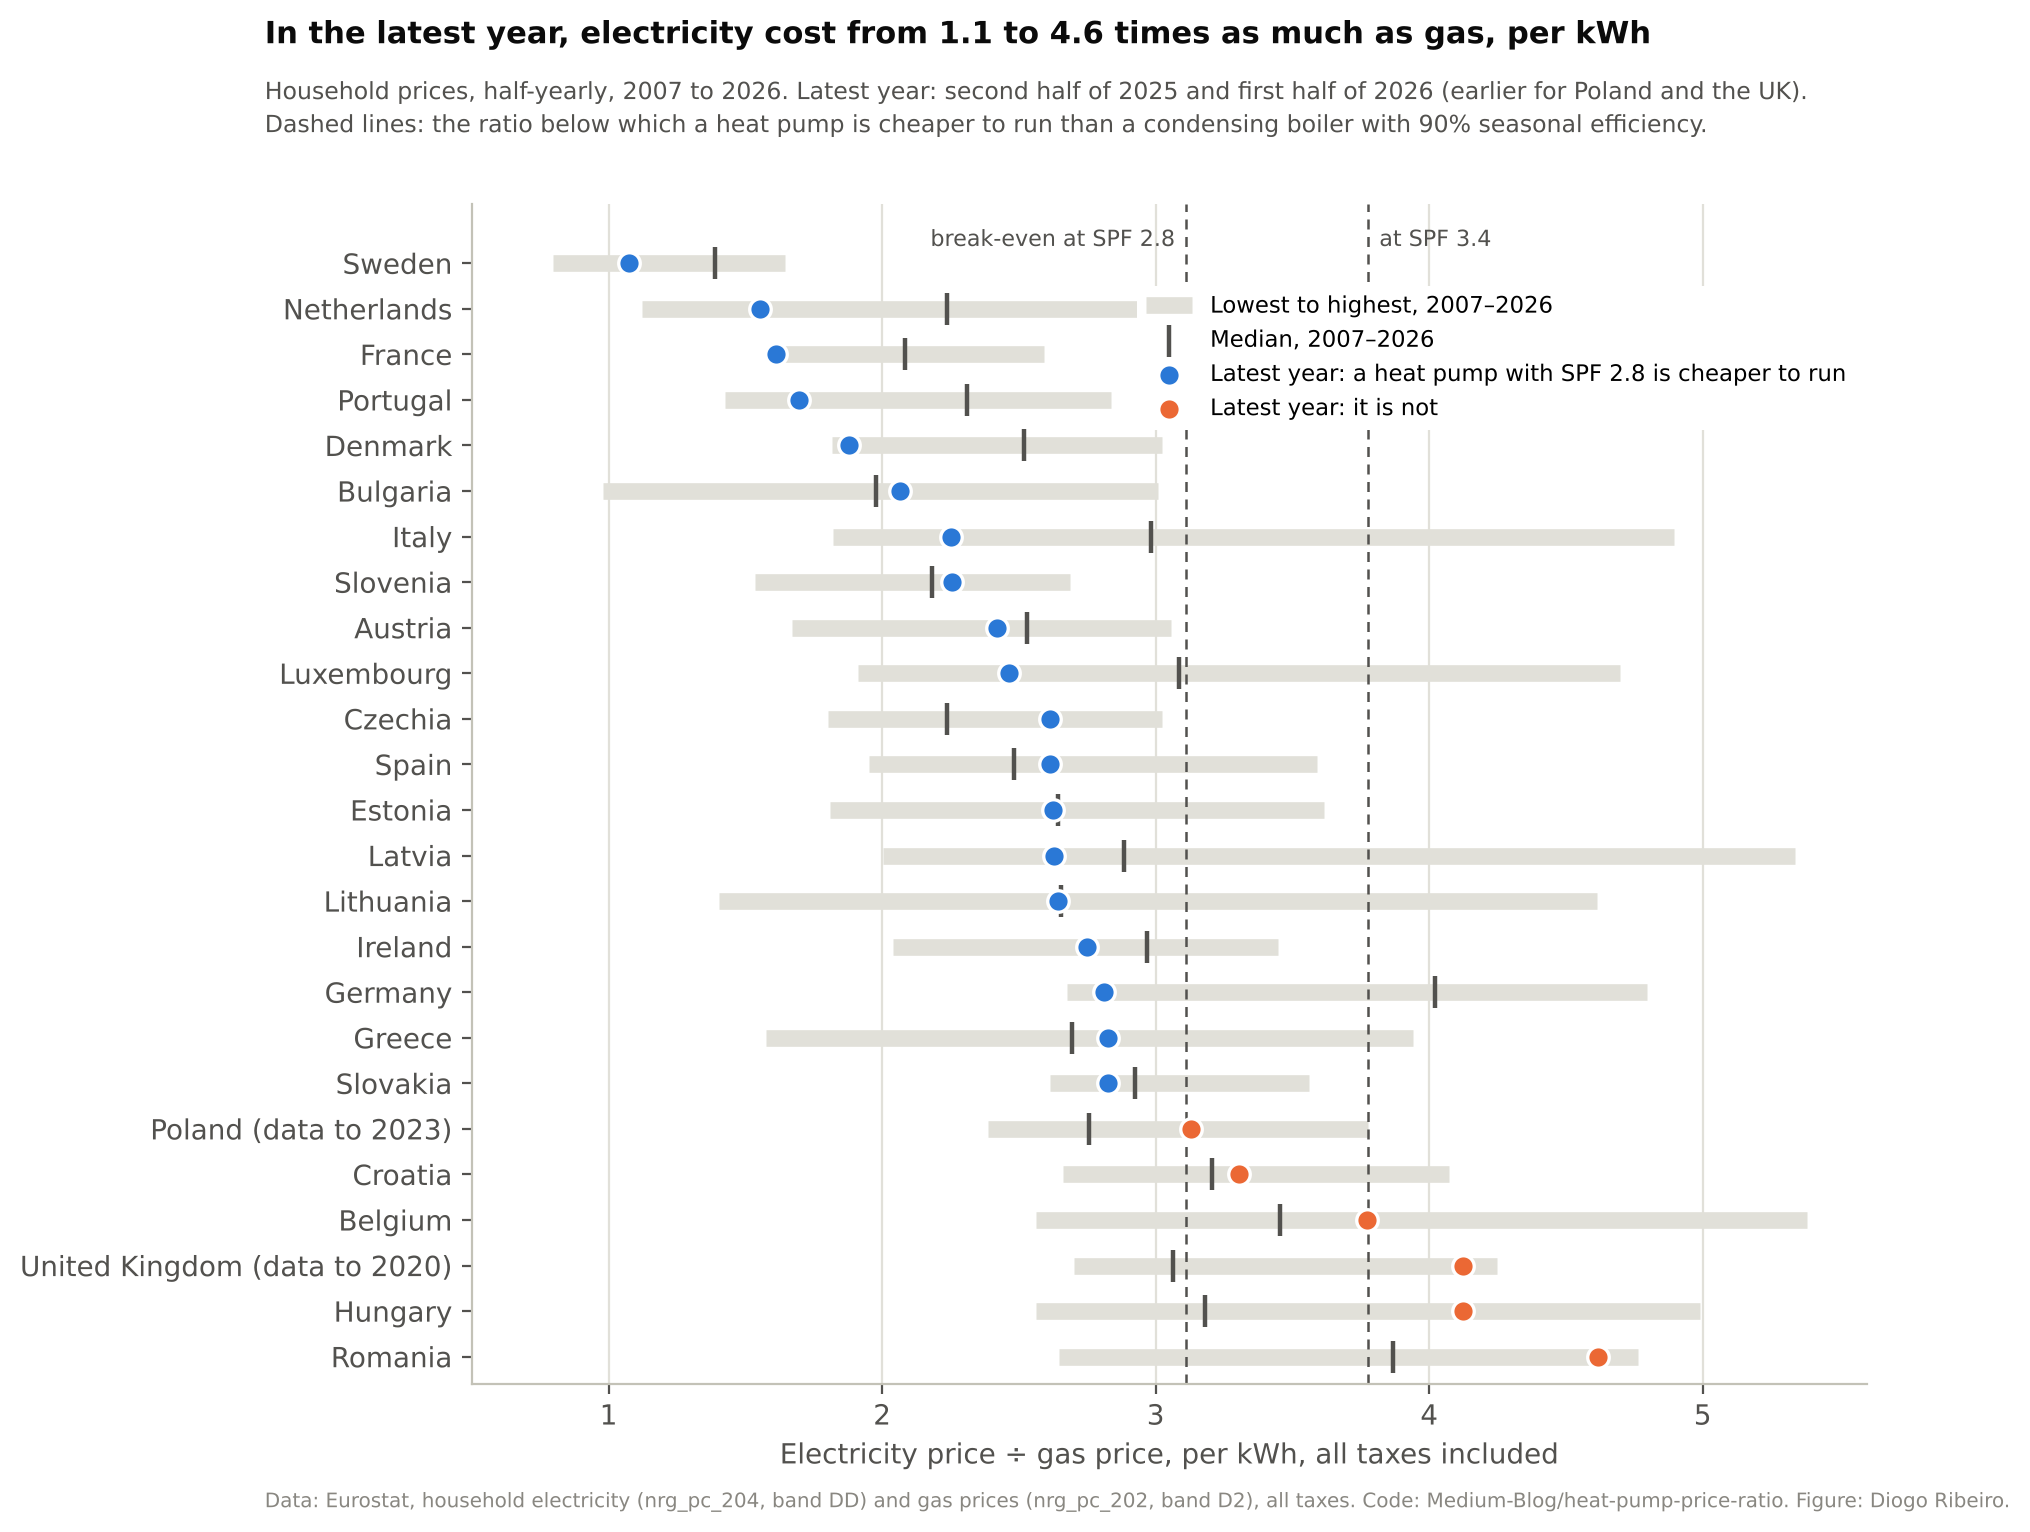 In the latest year, electricity cost from 1.1 to 4.6 times as much as gas, per kWh
Household prices, half-yearly, 2007 to 2026. Latest year: second half of 2025 and first half of 2026 (earlier for Poland and the UK).
Dashed lines: the ratio below which a heat pump is cheaper to run than a condensing boiler with 90% seasonal efficiency.
break-even at SPF 2.8
at SPF 3.4
Lowest to highest, 2007–2026
Median, 2007–2026
Latest year: a heat pump with SPF 2.8 is cheaper to run
Latest year: it is not
Sweden
Netherlands
France
Portugal
Denmark
Bulgaria
Italy
Slovenia
Austria
Luxembourg
Czechia
Spain
Estonia
Latvia
Lithuania
Ireland
Germany
Greece
Slovakia
Poland (data to 2023)
Croatia
Belgium
United Kingdom (data to 2020)
Hungary
Romania
1 2 3 4 5
Electricity price ÷ gas price, per kWh, all taxes included
Data: Eurostat, household electricity (nrg_pc_204, band DD) and gas prices (nrg_pc_202, band D2), all taxes. Code: Medium-Blog/heat-pump-price-ratio. Figure: Diogo Ribeiro.